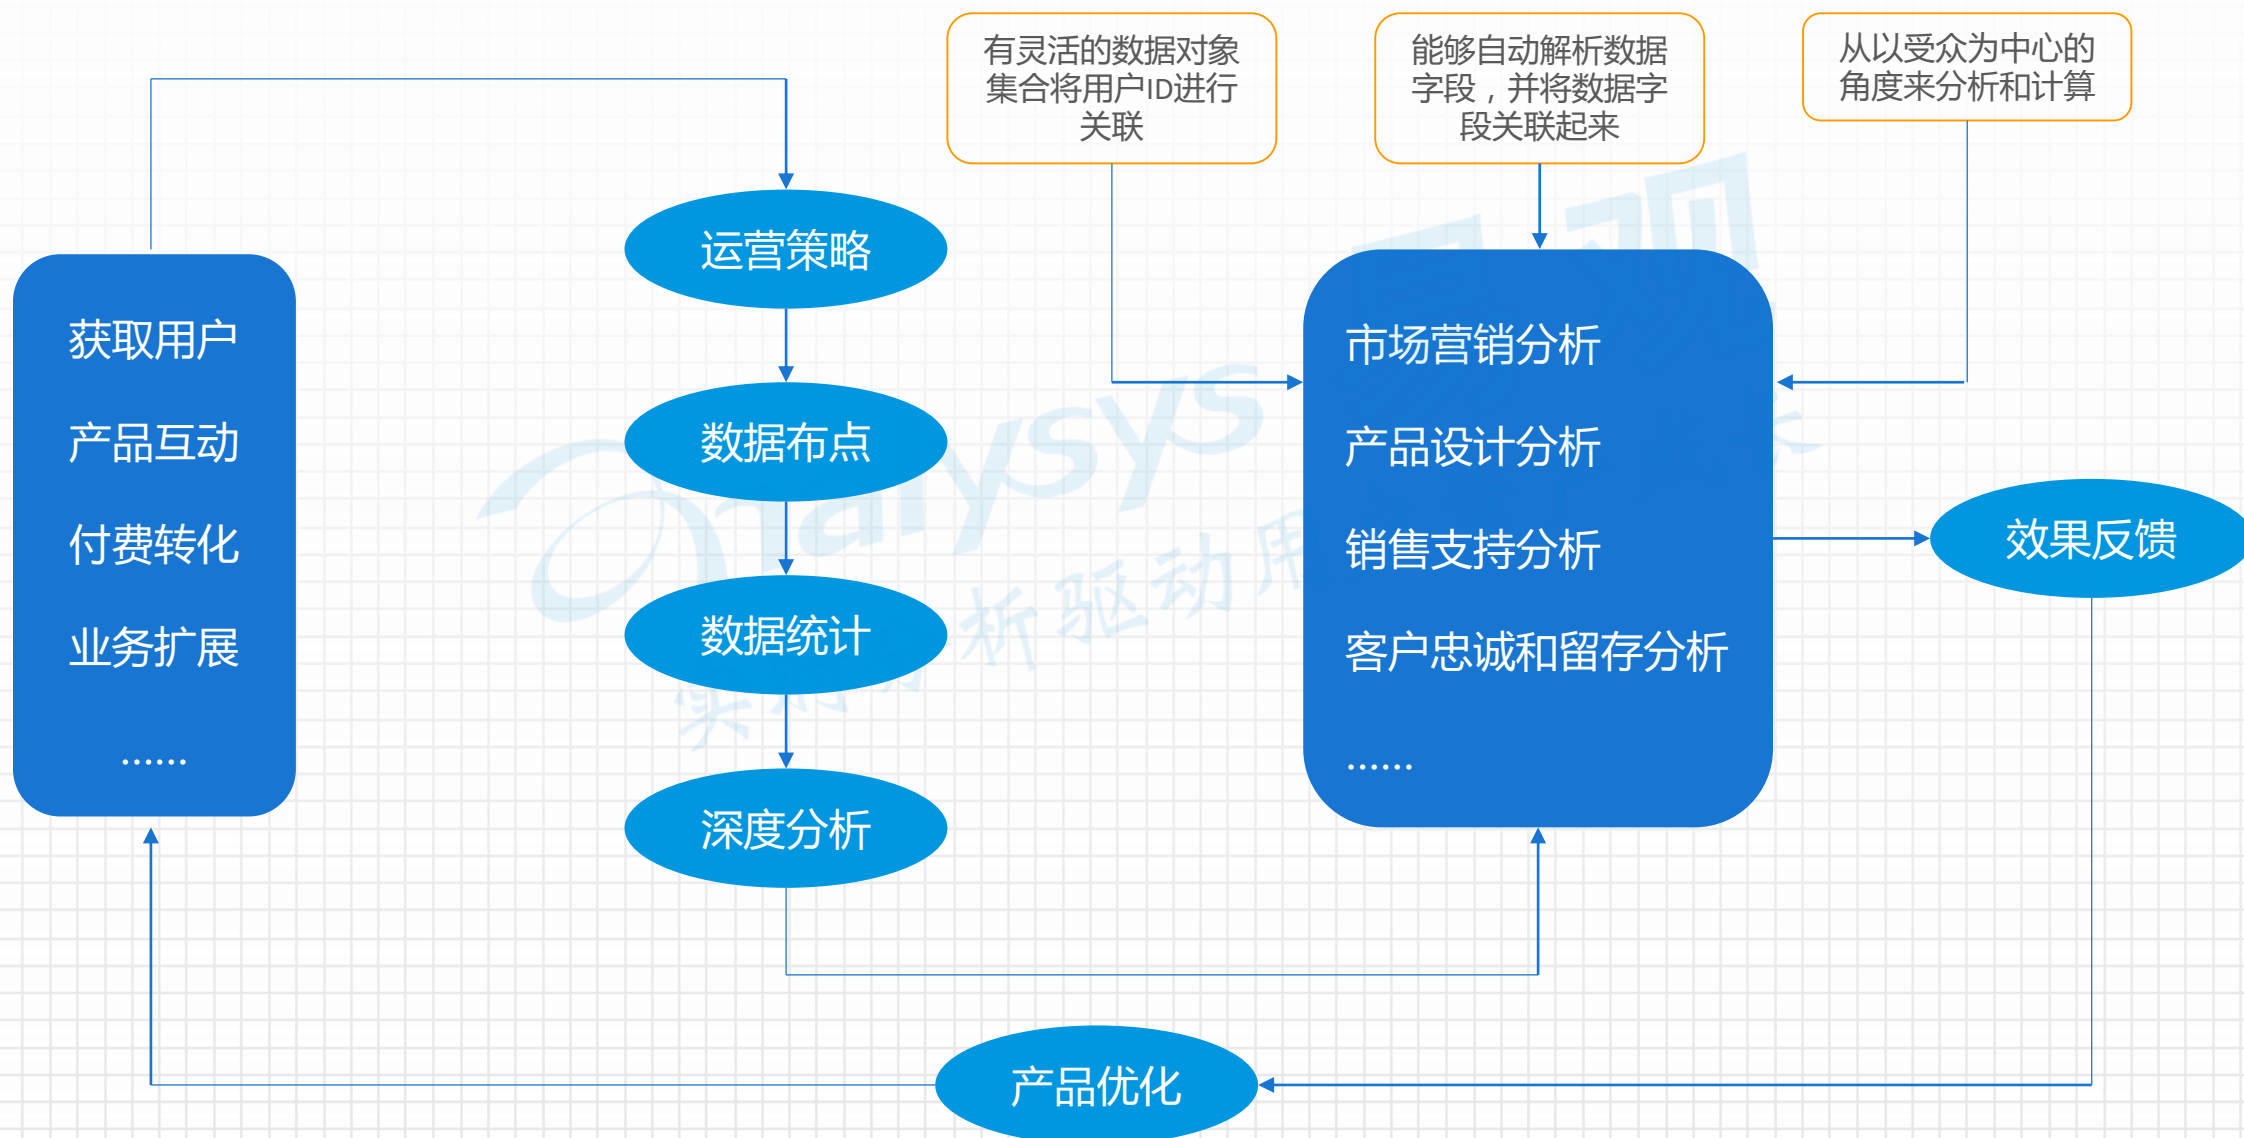 有灵活的数据对象
集合将用户ID进行
关联
能够自动解析数据
字段，并将数据字
段关联起来
从以受众为中心的
角度来分析和计算
获取用户
产品互动
付费转化
业务扩展
……
运营策略
数据布点
数据统计
深度分析
市场营销分析
产品设计分析
销售支持分析
客户忠诚和留存分析
……
效果反馈
产品优化